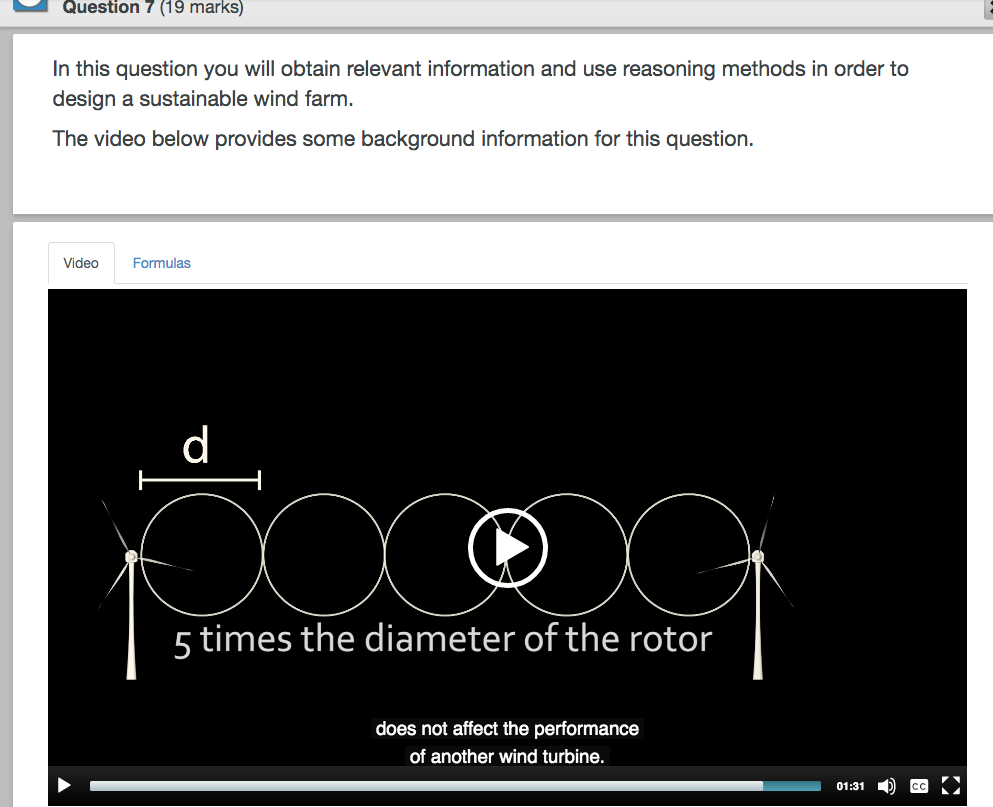 Question 7 (19 marks)
In this question you will obtain relevant information and use reasoning methods in order to
design a sustainable wind farm.
The video below provides some background information for this question.
Video Formulas
d
5 times the diameter of the rotor
does not affect the performance
of another wind turbine.
01:31 CC